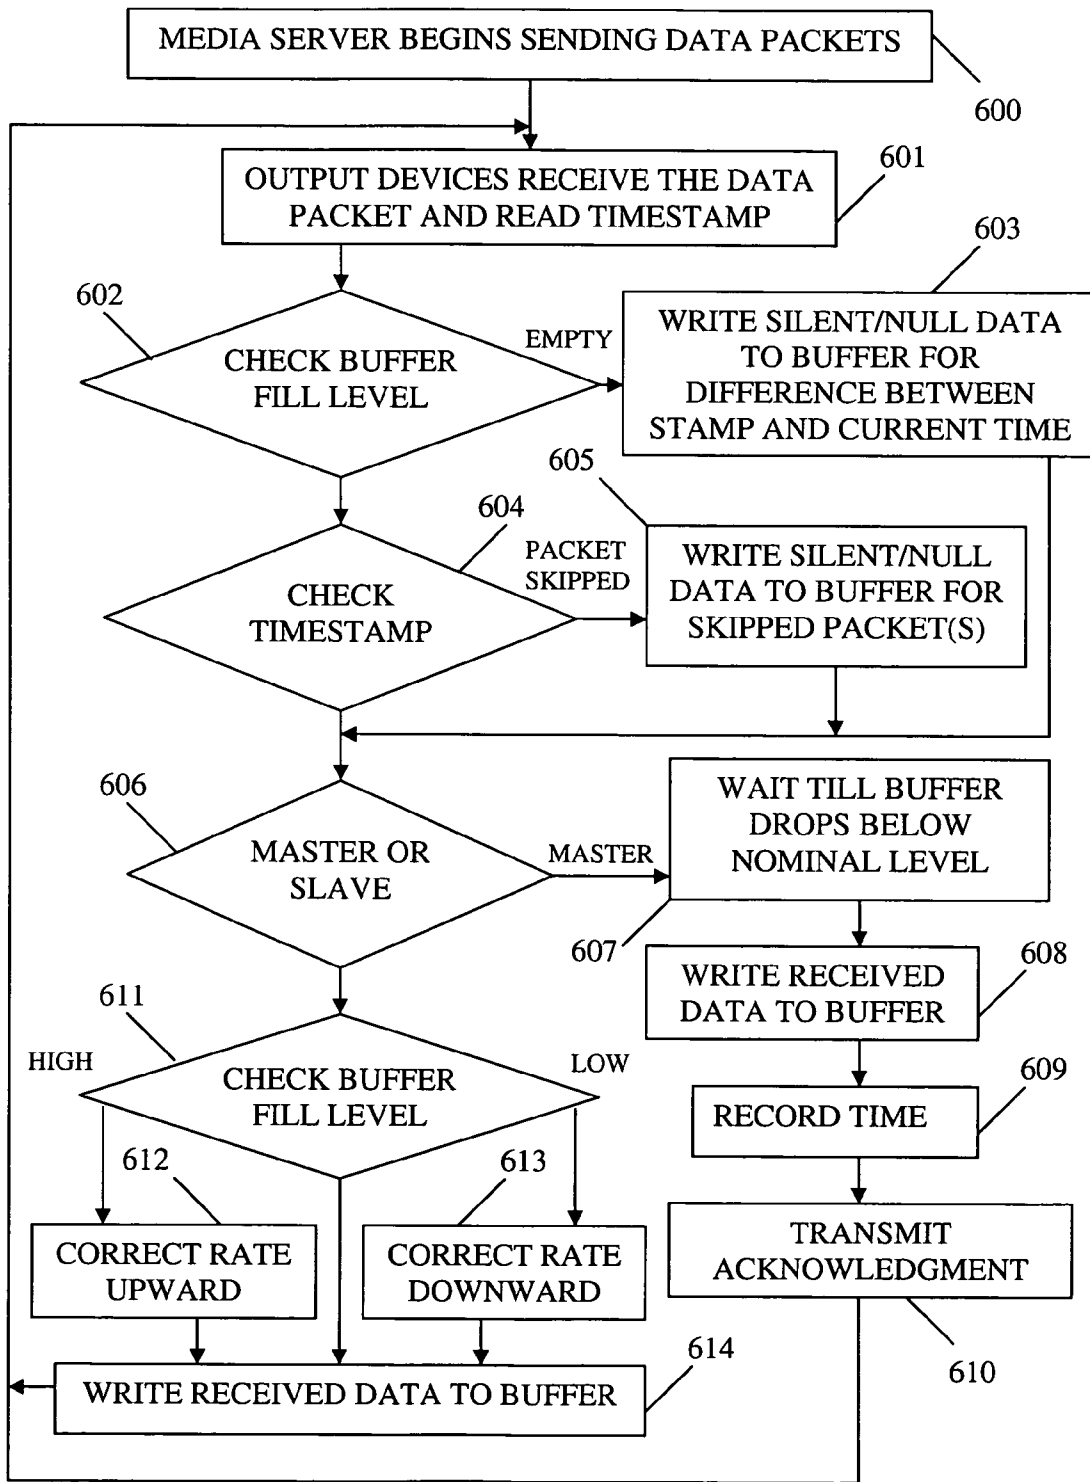 MEDIA SERVER BEGINS SENDING DATA PACKETS
600
601
OUTPUT DEVICES RECEIVE THE DATA
PACKET AND READ TIMESTAMP
603
602
CHECK BUFFER
FILL LEVEL
EMPTY
WRITE SILENT/NULL DATA
TO BUFFER FOR
DIFFERENCE BETWEEN
STAMP AND CURRENT TIME
605
604
CHECK
TIMESTAMP
PACKET
SKIPPED
WRITE SILENT/NULL
DATA TO BUFFER FOR
SKIPPED PACKET(S)
606
MASTER OR
SLAVE
MASTER
WAIT TILL BUFFER
DROPS BELOW
NOMINAL LEVEL
607
608
WRITE RECEIVED
DATA TO BUFFER
611
HIGH
CHECK BUFFER
FILL LEVEL
LOW
609
RECORD TIME
612
613
CORRECT RATE
UPWARD
CORRECT RATE
DOWNWARD
TRANSMIT
ACKNOWLEDGMENT
610
614
WRITE RECEIVED DATA TO BUFFER